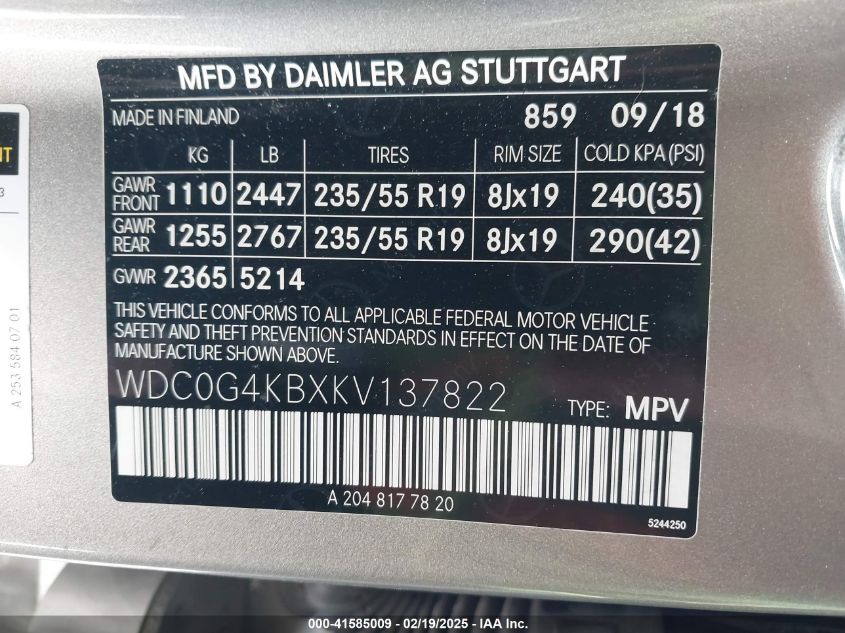 MFD BY DAIMLER AG STUTTGART
MADE IN FINLAND 859 09/18
KG LB TIRES RIM SIZE COLD KPA (PSI)
GAWR FRONT 1110 2447 235/55 R19 8Jx19 240(35)
GAWR REAR 1255 2767 235/55 R19 8Jx19 290(42)
GVWR 2365 5214
THIS VEHICLE CONFORMS TO ALL APPLICABLE FEDERAL MOTOR VEHICLE
SAFETY AND THEFT PREVENTION STANDARDS IN EFFECT ON THE DATE OF
MANUFACTURE SHOWN ABOVE.
WDC0G4KBXKV137822 TYPE: MPV
A 204 817 78 20
5244250
A 253 584 07 01
000-41585009 - 02/19/2025 - IAA Inc.